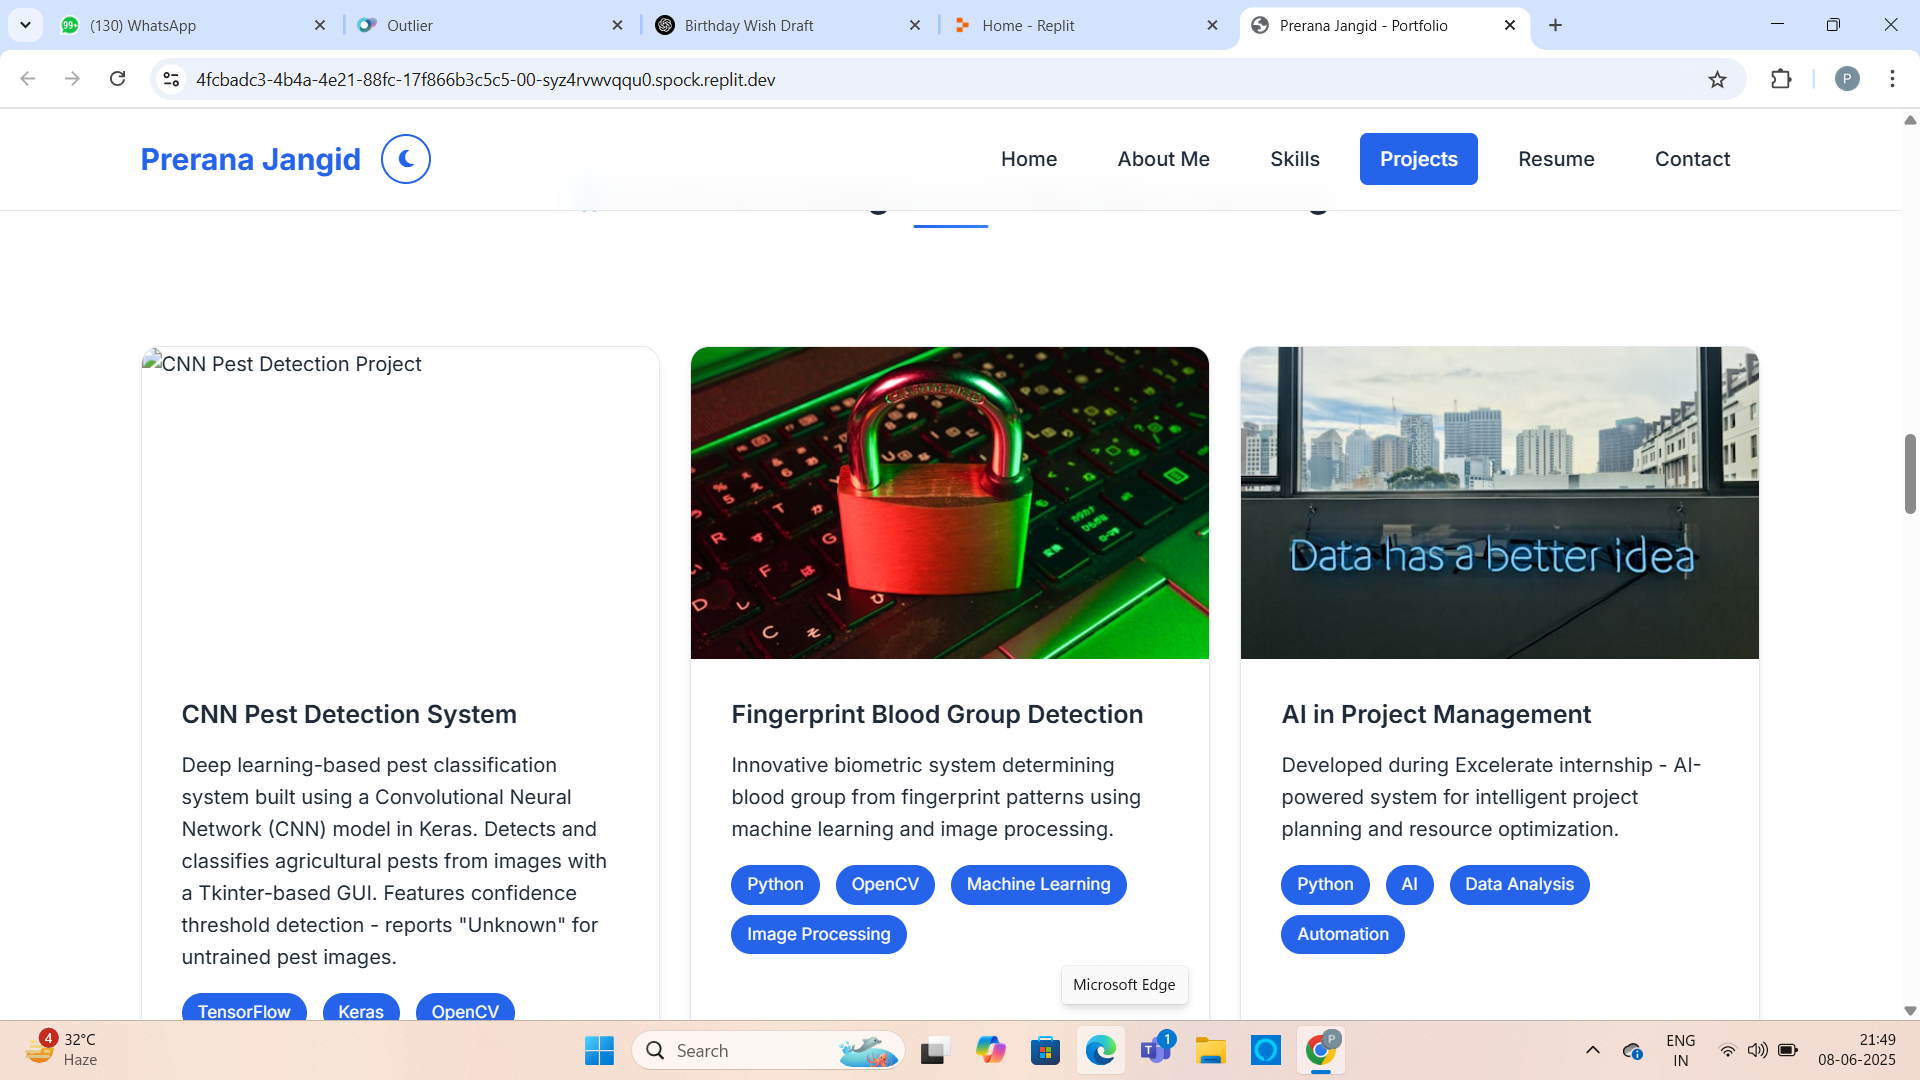 (130) WhatsApp
Outlier
Birthday Wish Draft
Home - Replit
Prerana Jangid - Portfolio
4fcbadc3-4b4a-4e21-88fc-17f866b3c5c5-00-syz4rvwvqqu0.spock.replit.dev
P
Prerana Jangid
Home
About Me
Skills
Projects
Resume
Contact
CNN Pest Detection Project
Data has a better idea
CNN Pest Detection System
Deep learning-based pest classification
system built using a Convolutional Neural
Network (CNN) model in Keras. Detects and
classifies agricultural pests from images with
a Tkinter-based GUI. Features confidence
threshold detection - reports "Unknown" for
untrained pest images.
TensorFlow
Keras
OpenCV
Fingerprint Blood Group Detection
Innovative biometric system determining
blood group from fingerprint patterns using
machine learning and image processing.
Python
OpenCV
Machine Learning
Image Processing
AI in Project Management
Developed during Excelerate internship - AI-
powered system for intelligent project
planning and resource optimization.
Python
AI
Data Analysis
Automation
Microsoft Edge
4
32°C
Haze
Search
1
P
ENG
IN
21:49
08-06-2025